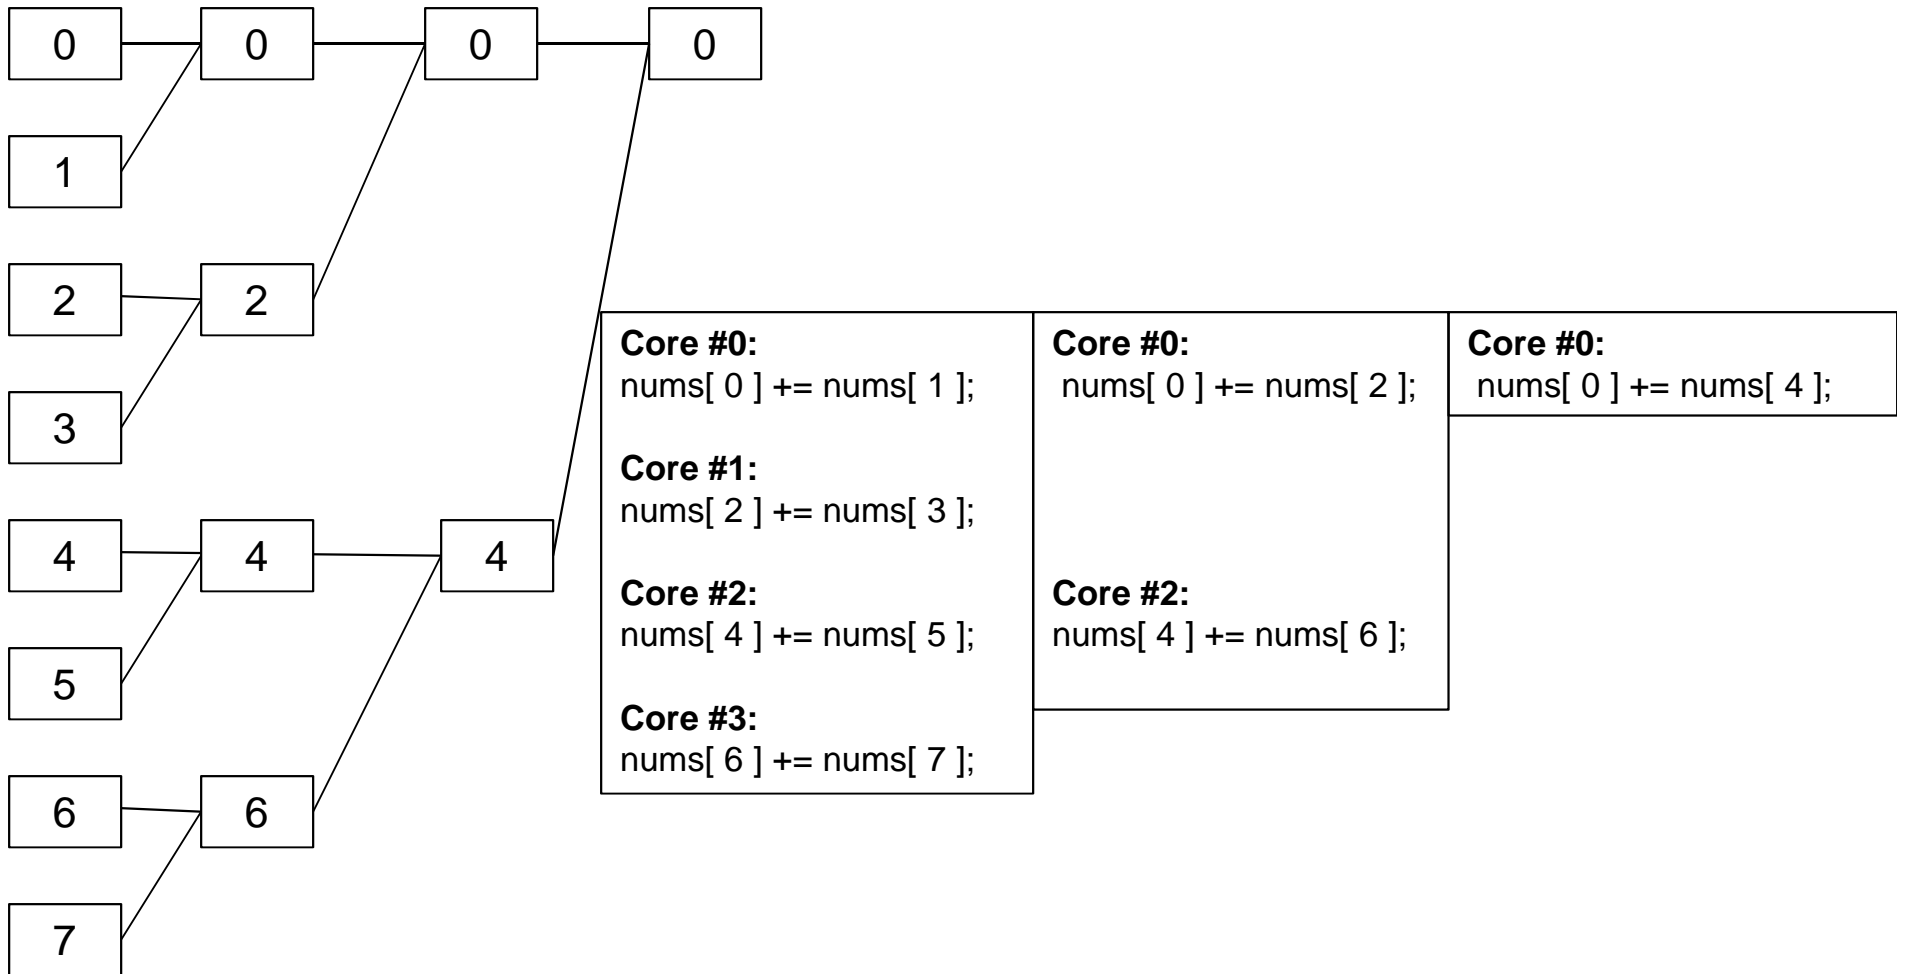 0 0 0 0
1
2 2
3
4 4 4
5
6 6
7
Core #0:
nums[ 0 ] += nums[ 1 ];
Core #1:
nums[ 2 ] += nums[ 3 ];
Core #2:
nums[ 4 ] += nums[ 5 ];
Core #3:
nums[ 6 ] += nums[ 7 ];
Core #0:
nums[ 0 ] += nums[ 2 ];
Core #2:
nums[ 4 ] += nums[ 6 ];
Core #0:
nums[ 0 ] += nums[ 4 ];